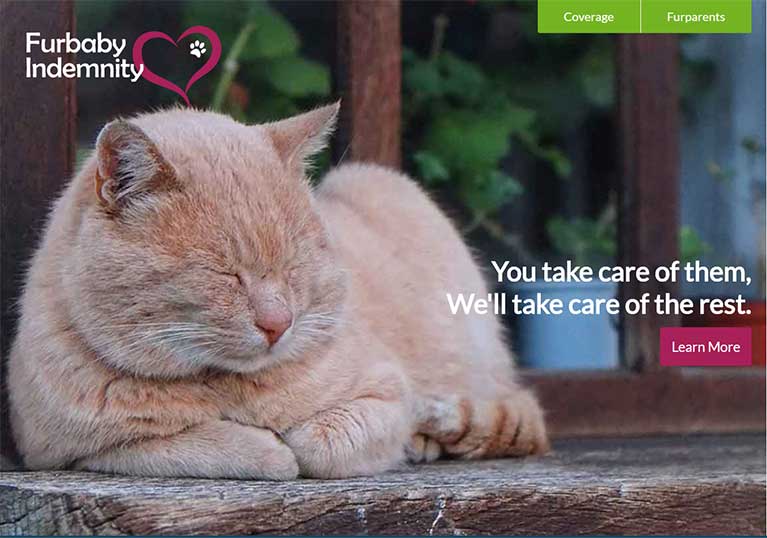 Furbaby
Indemnity
Coverage
Furparents
You take care of them,
We'll take care of the rest.
Learn More